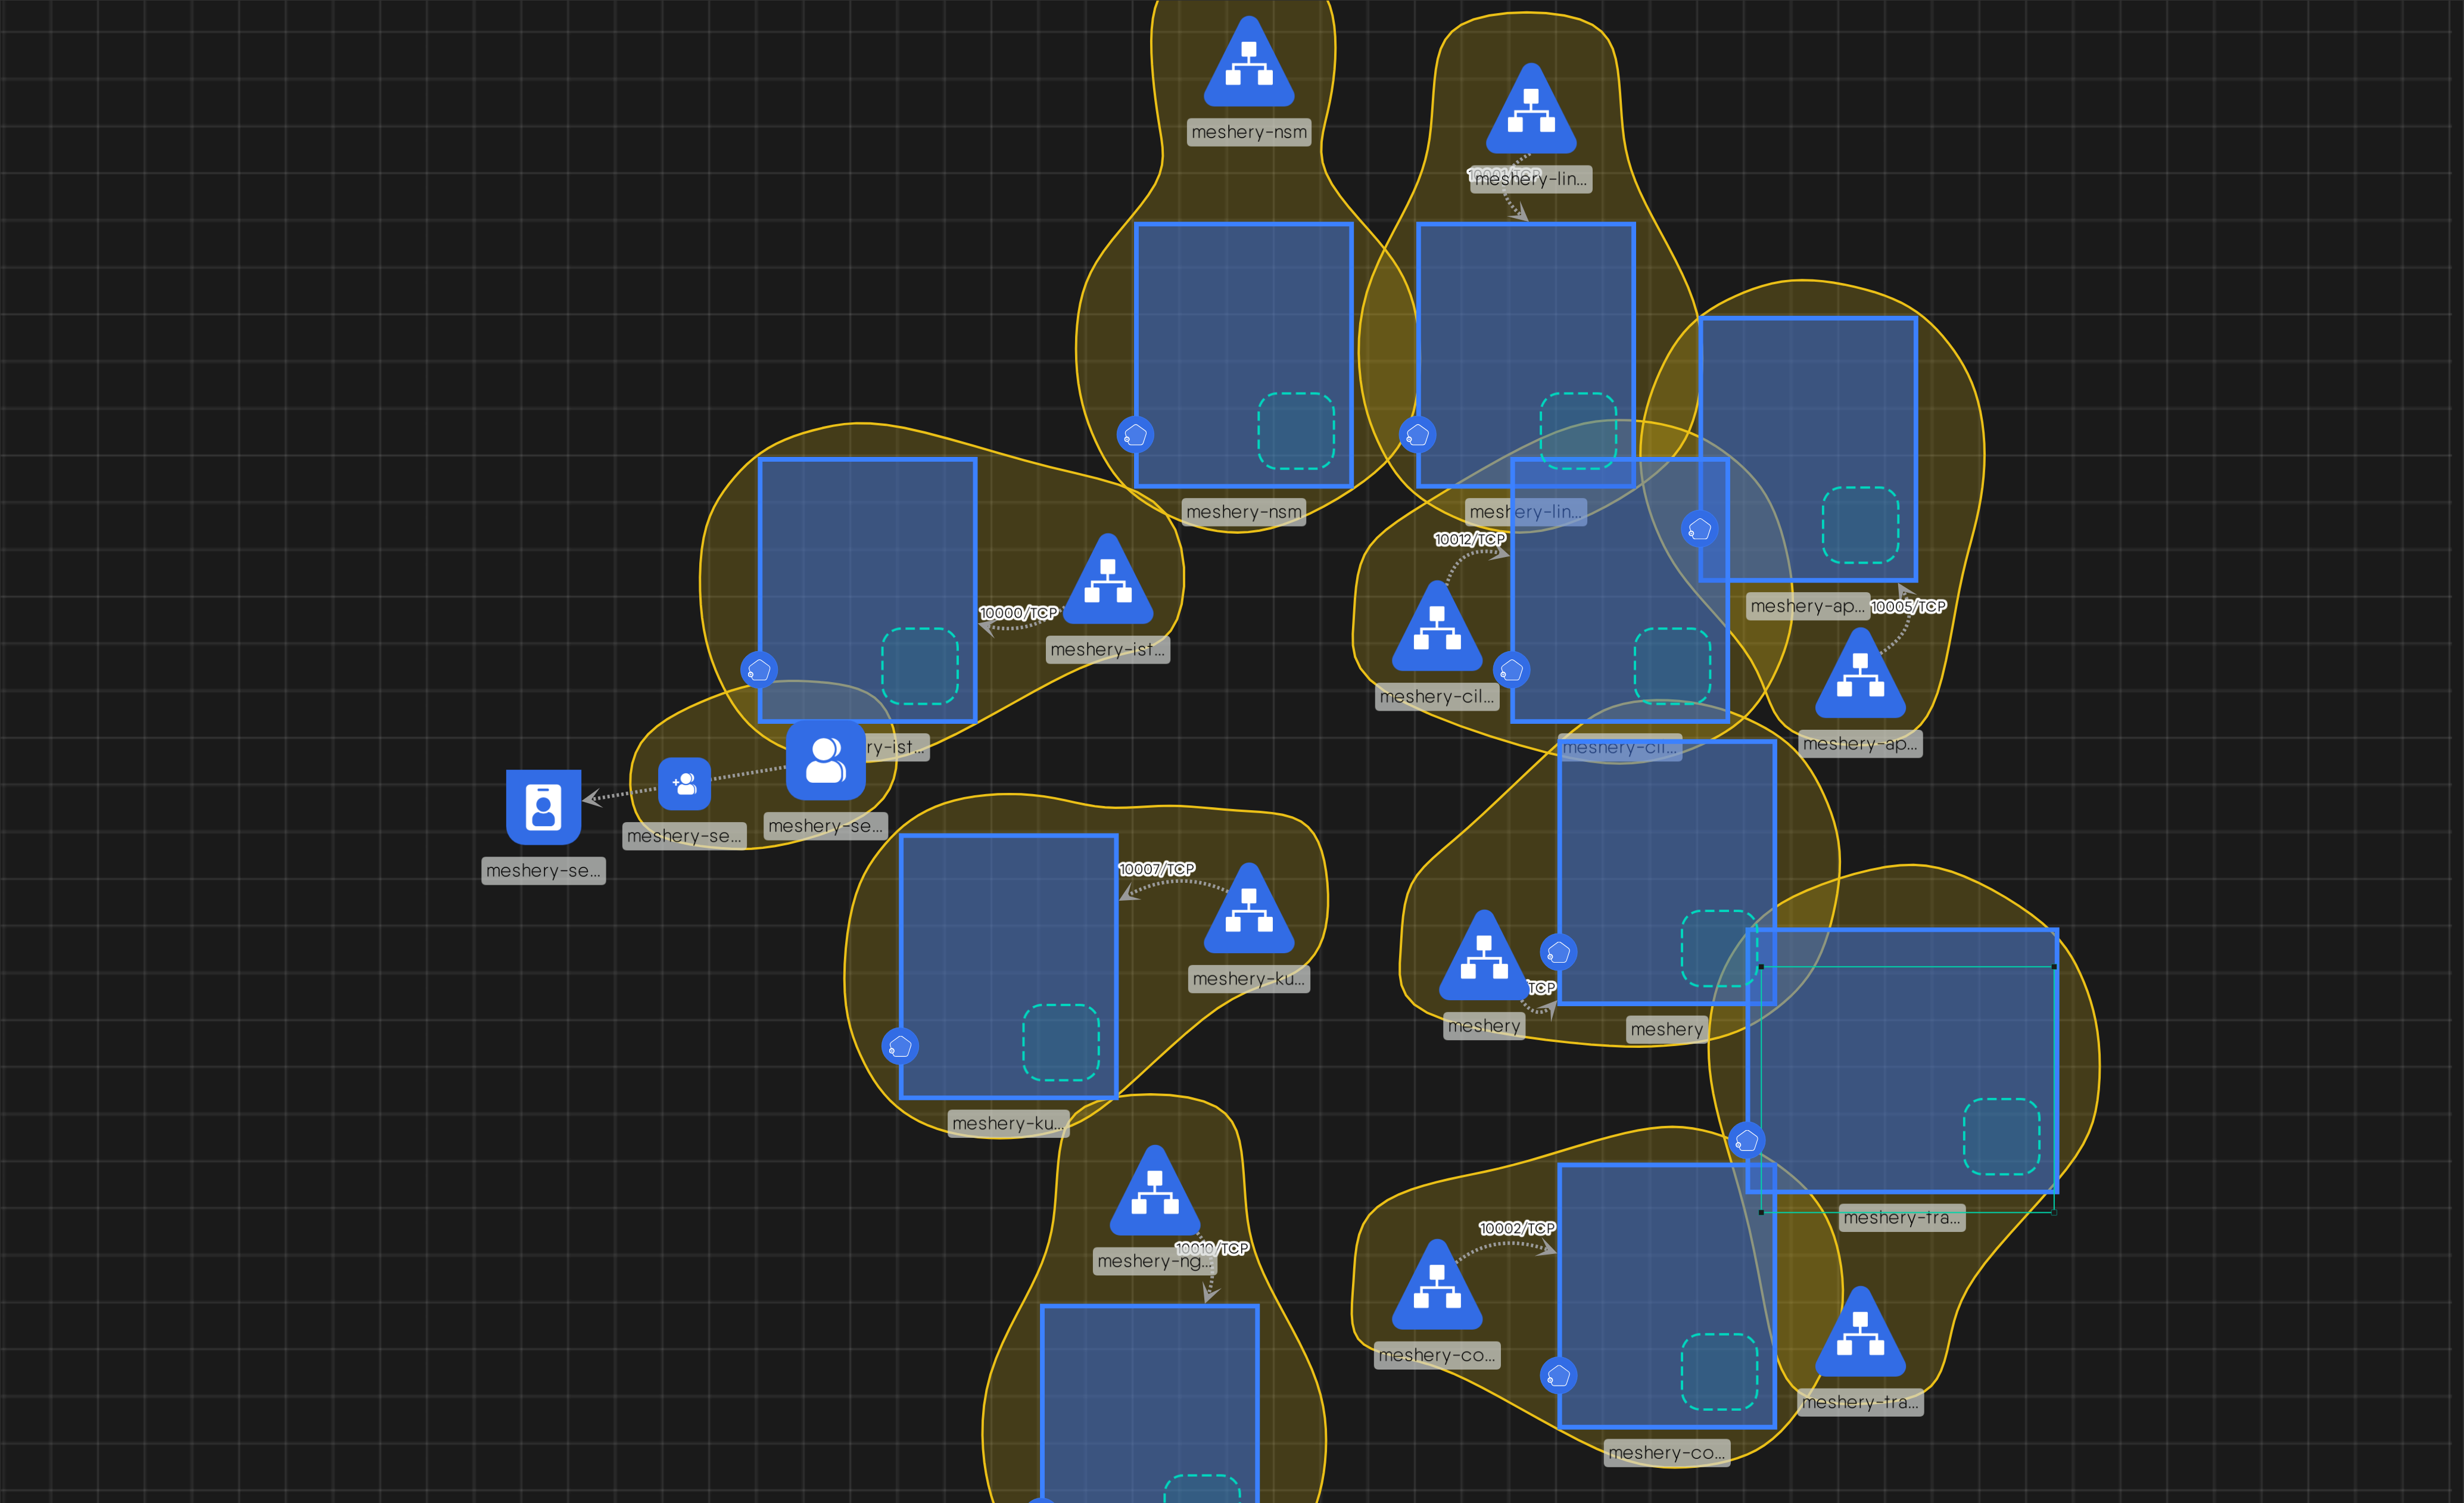 meshery-nsm
meshery-lin...
meshery-nsm
meshery-lin...
10012/TCP
meshery-ap...
10005/TCP
10000/TCP
meshery-ist...
meshery-cil...
meshery-ap...
ry-ist...
meshery-cil...
meshery-se...
meshery-se...
meshery-se...
10007/TCP
meshery-ku...
TCP
meshery
meshery
meshery-ku...
meshery-tra...
10002/TCP
10010/TCP
meshery-ng...
meshery-co...
meshery-tra...
meshery-co...